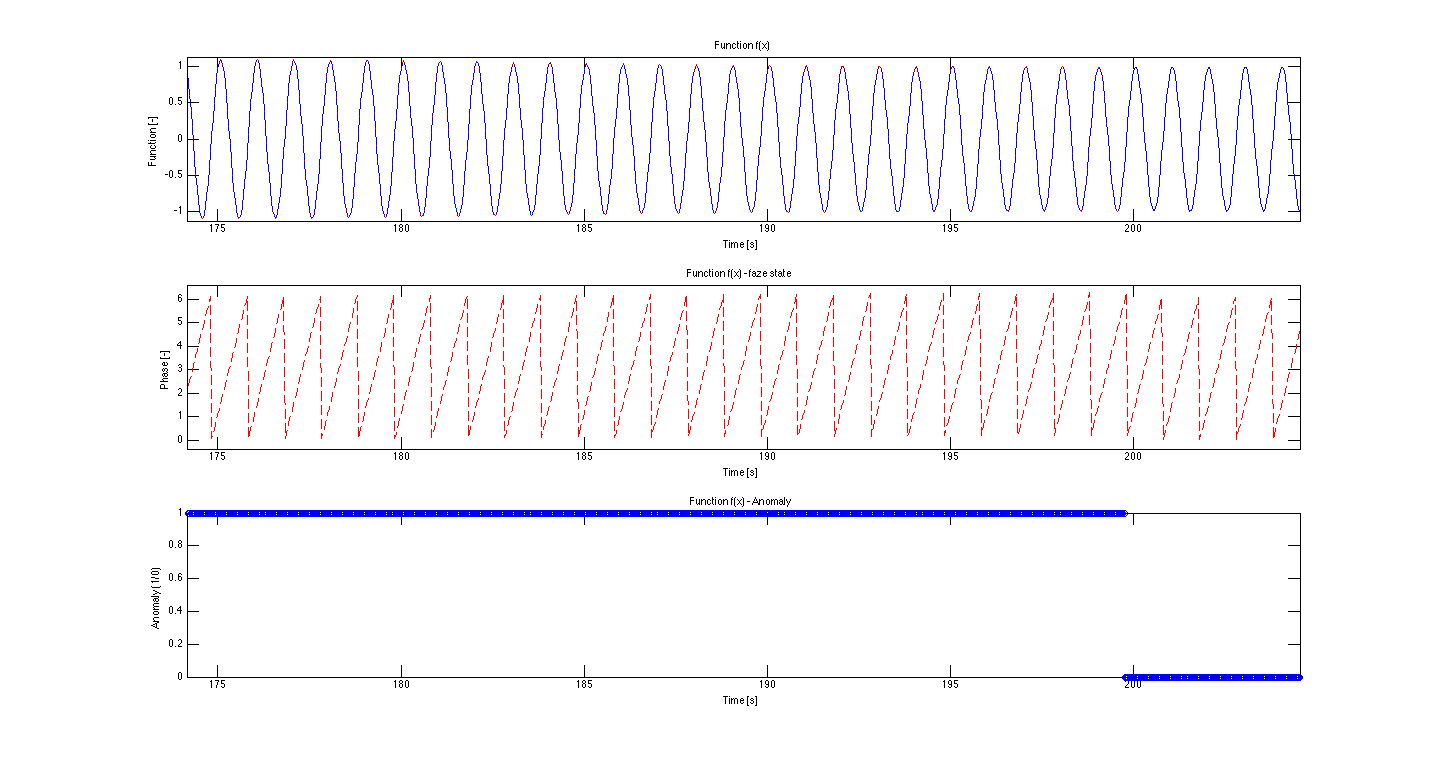 Function f(x)
1
0.5
0
-0.5
-1
Function [-]
175 180 185 190 195 200
Time [s]
Function f(x) - faze state
6
5
4
3
2
1
0
Phase [-]
175 180 185 190 195 200
Time [s]
Function f(x) - Anomaly
1
0.8
0.6
0.4
0.2
0
Anomaly (1/0)
175 180 185 190 195 200
Time [s]